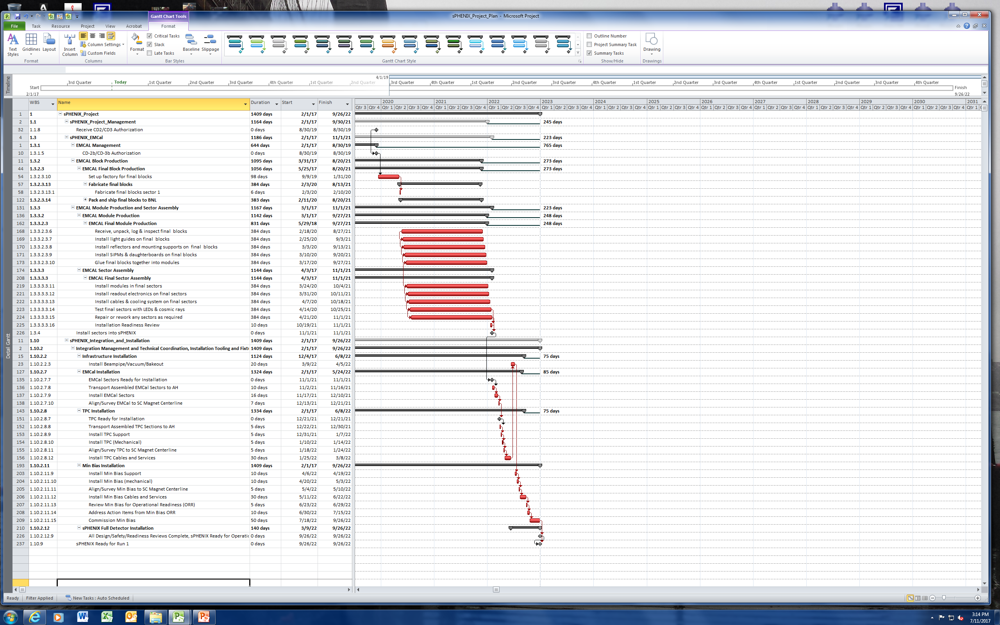 sPHENIX_Project_Plan - Microsoft Project
Gantt Chart Tools
File Task Resource Project View Acrobat Format
Text Styles Gridlines Layout Format
Insert Column Column Settings Custom Fields Columns
Format Critical Tasks Slack Late Tasks Baseline Slippage Bar Styles
Gantt Chart Style
Outline Number Project Summary Task Summary Tasks Show/Hide
Drawing Drawings
Timeline
4/1/19
3rd Quarter Today 1st Quarter 2nd Quarter 3rd Quarter 4th Quarter 1st Quarter 2nd Quarter 3rd Quarter 4th Quarter 1st Quarter 2nd Quarter 3rd Quarter 4th Quarter 1st Quarter 2nd Quarter 3rd Quarter 4th Quarter 1st Quarter 2nd Quarter 3rd Quarter 4th Quarter
Start 2/1/17
Finish 9/26/22
WBS Name Duration Start Finish
2020 2021 2022 2023 2024 2025 2026 2027 2028 2029 2030 2031
Qtr 3 Qtr 4 Qtr 1 Qtr 2 Qtr 3 Qtr 4 Qtr 1 Qtr 2 Qtr 3 Qtr 4 Qtr 1 Qtr 2 Qtr 3 Qtr 4 Qtr 1 Qtr 2 Qtr 3 Qtr 4 Qtr 1 Qtr 2 Qtr 3 Qtr 4 Qtr 1 Qtr 2 Qtr 3 Qtr 4 Qtr 1 Qtr 2 Qtr 3 Qtr 4 Qtr 1 Qtr 2 Qtr 3 Qtr 4 Qtr 1 Qtr 2 Qtr 3 Qtr 4 Qtr 1 Qtr 2 Qtr 3 Qtr 4 Qtr 1 Qtr 2 Qtr 3 Qtr 4 Qtr 1
Detail Gantt
1 1 sPHENIX_Project 1409 days 2/1/17 9/26/22
2 1.1 sPHENIX_Project_Management 1164 days 2/1/17 9/30/21 245 days
32 1.1.8 Receive CD2/CD3 Authorization 0 days 8/30/19 8/30/19
4 1.3 sPHENIX_EMCal 1186 days 2/1/17 11/1/21 223 days
1 1.3.1 EMCAL Management 644 days 2/1/17 8/30/19 765 days
10 1.3.1.5 CD-2b/CD-3b Authorization 0 days 8/30/19 8/30/19
11 1.3.2 EMCAL Block Production 1095 days 3/31/17 8/20/21 273 days
44 1.3.2.3 EMCAL Final Block Production 1056 days 5/25/17 8/20/21 273 days
54 1.3.2.3.10 Set up factory for final blocks 98 days 9/9/19 1/31/20
57 1.3.2.3.13 Fabricate final blocks 384 days 2/3/20 8/13/21
58 1.3.2.3.13.1 Fabricate final blocks sector 1 6 days 2/3/20 2/10/20
122 1.3.2.3.14 Pack and ship final blocks to BNL 383 days 2/11/20 8/20/21
131 1.3.3 EMCAL Module Production and Sector Assembly 1167 days 3/1/17 11/1/21 223 days
136 1.3.3.2 EMCAL Module Production 1142 days 3/1/17 9/27/21 248 days
162 1.3.3.2.3 EMCAL Final Module Production 831 days 5/29/18 9/27/21 248 days
168 1.3.3.2.3.6 Receive, unpack, log & inspect final blocks 384 days 2/18/20 8/27/21
169 1.3.3.2.3.7 Install light guides on final blocks 384 days 2/25/20 9/3/21
170 1.3.3.2.3.8 Install reflectors and mounting supports on final blocks 384 days 3/3/20 9/13/21
171 1.3.3.2.3.9 Install SiPMs & daughterboards on final blocks 384 days 3/10/20 9/20/21
173 1.3.3.2.3.10 Glue final blocks together into modules 384 days 3/17/20 9/27/21
174 1.3.3.3 EMCAL Sector Assembly 1144 days 4/3/17 11/1/21
208 1.3.3.3.3 EMCAL Final Sector Assembly 1144 days 4/3/17 11/1/21
219 1.3.3.3.3.11 Install modules in final sectors 384 days 3/24/20 10/4/21
221 1.3.3.3.3.12 Install readout electronics on final sectors 384 days 3/31/20 10/11/21
222 1.3.3.3.3.13 Install cables & cooling system on final sectors 384 days 4/7/20 10/18/21
223 1.3.3.3.3.14 Test final sectors with LEDs & cosmic rays 384 days 4/14/20 10/25/21
224 1.3.3.3.3.15 Repair or rework any sectors as required 384 days 4/21/20 11/1/21
225 1.3.3.3.3.16 Installation Readiness Review 10 days 10/19/21 11/1/21
226 1.3.4 Install sectors into sPHENIX 0 days 11/1/21 11/1/21
11 1.10 sPHENIX_Integration_and_Installation 1409 days 2/1/17 9/26/22
2 1.10.2 Integration Management and Technical Coordination, Installation Tooling and Fixtu 1409 days 2/1/17 9/26/22
15 1.10.2.2 Infrastructure Installation 1124 days 12/4/17 6/8/22 75 days
23 1.10.2.2.3 Install Beampipe/Vacuum/Bakeout 20 days 3/9/22 4/5/22
127 1.10.2.7 EMCal Installation 1324 days 2/1/17 5/24/22 85 days
135 1.10.2.7.7 EMCal Sectors Ready for Installation 0 days 11/1/21 11/1/21
136 1.10.2.7.8 Transport Assembled EMCal Sectors to AH 10 days 11/2/21 11/16/21
137 1.10.2.7.9 Install EMCal Sectors 16 days 11/17/21 12/10/21
138 1.10.2.7.10 Align/Survey EMCal to SC Magnet Centerline 7 days 12/13/21 12/21/21
143 1.10.2.8 TPC Installation 1334 days 2/1/17 6/8/22 75 days
151 1.10.2.8.7 TPC Ready for Installation 0 days 12/21/21 12/21/21
152 1.10.2.8.8 Transport Assembled TPC Sections to AH 5 days 12/22/21 12/30/21
153 1.10.2.8.9 Install TPC Support 5 days 12/31/21 1/7/22
154 1.10.2.8.10 Install TPC (Mechanical) 5 days 1/10/22 1/14/22
155 1.10.2.8.11 Align/Survey TPC to SC Magnet Centerline 5 days 1/18/22 1/24/22
156 1.10.2.8.12 Install TPC Cables and Services 30 days 1/25/22 3/8/22
193 1.10.2.11 Min Bias Installation 1409 days 2/1/17 9/26/22
203 1.10.2.11.9 Install Min Bias Support 10 days 4/6/22 4/19/22
204 1.10.2.11.10 Install Min Bias (mechanical) 10 days 4/20/22 5/3/22
205 1.10.2.11.11 Align/Survey Min Bias to SC Magnet Centerline 5 days 5/4/22 5/10/22
206 1.10.2.11.12 Install Min Bias Cables and Services 30 days 5/11/22 6/22/22
207 1.10.2.11.13 Review Min Bias for Operational Readiness (ORR) 5 days 6/23/22 6/29/22
208 1.10.2.11.14 Address Action Items from Min Bias ORR 10 days 6/30/22 7/15/22
209 1.10.2.11.15 Commission Min Bias 50 days 7/18/22 9/26/22
210 1.10.2.12 sPHENIX Full Detector Installation 140 days 3/9/22 9/26/22
226 1.10.2.12.9 All Design/Safety/Readiness Reviews Complete, sPHENIX Ready for Operatic 0 days 9/26/22 9/26/22
237 1.10.9 sPHENIX Ready for Run 1 0 days 9/26/22 9/26/22
Ready Filter Applied New Tasks : Auto Scheduled
3:14 PM
7/11/2017